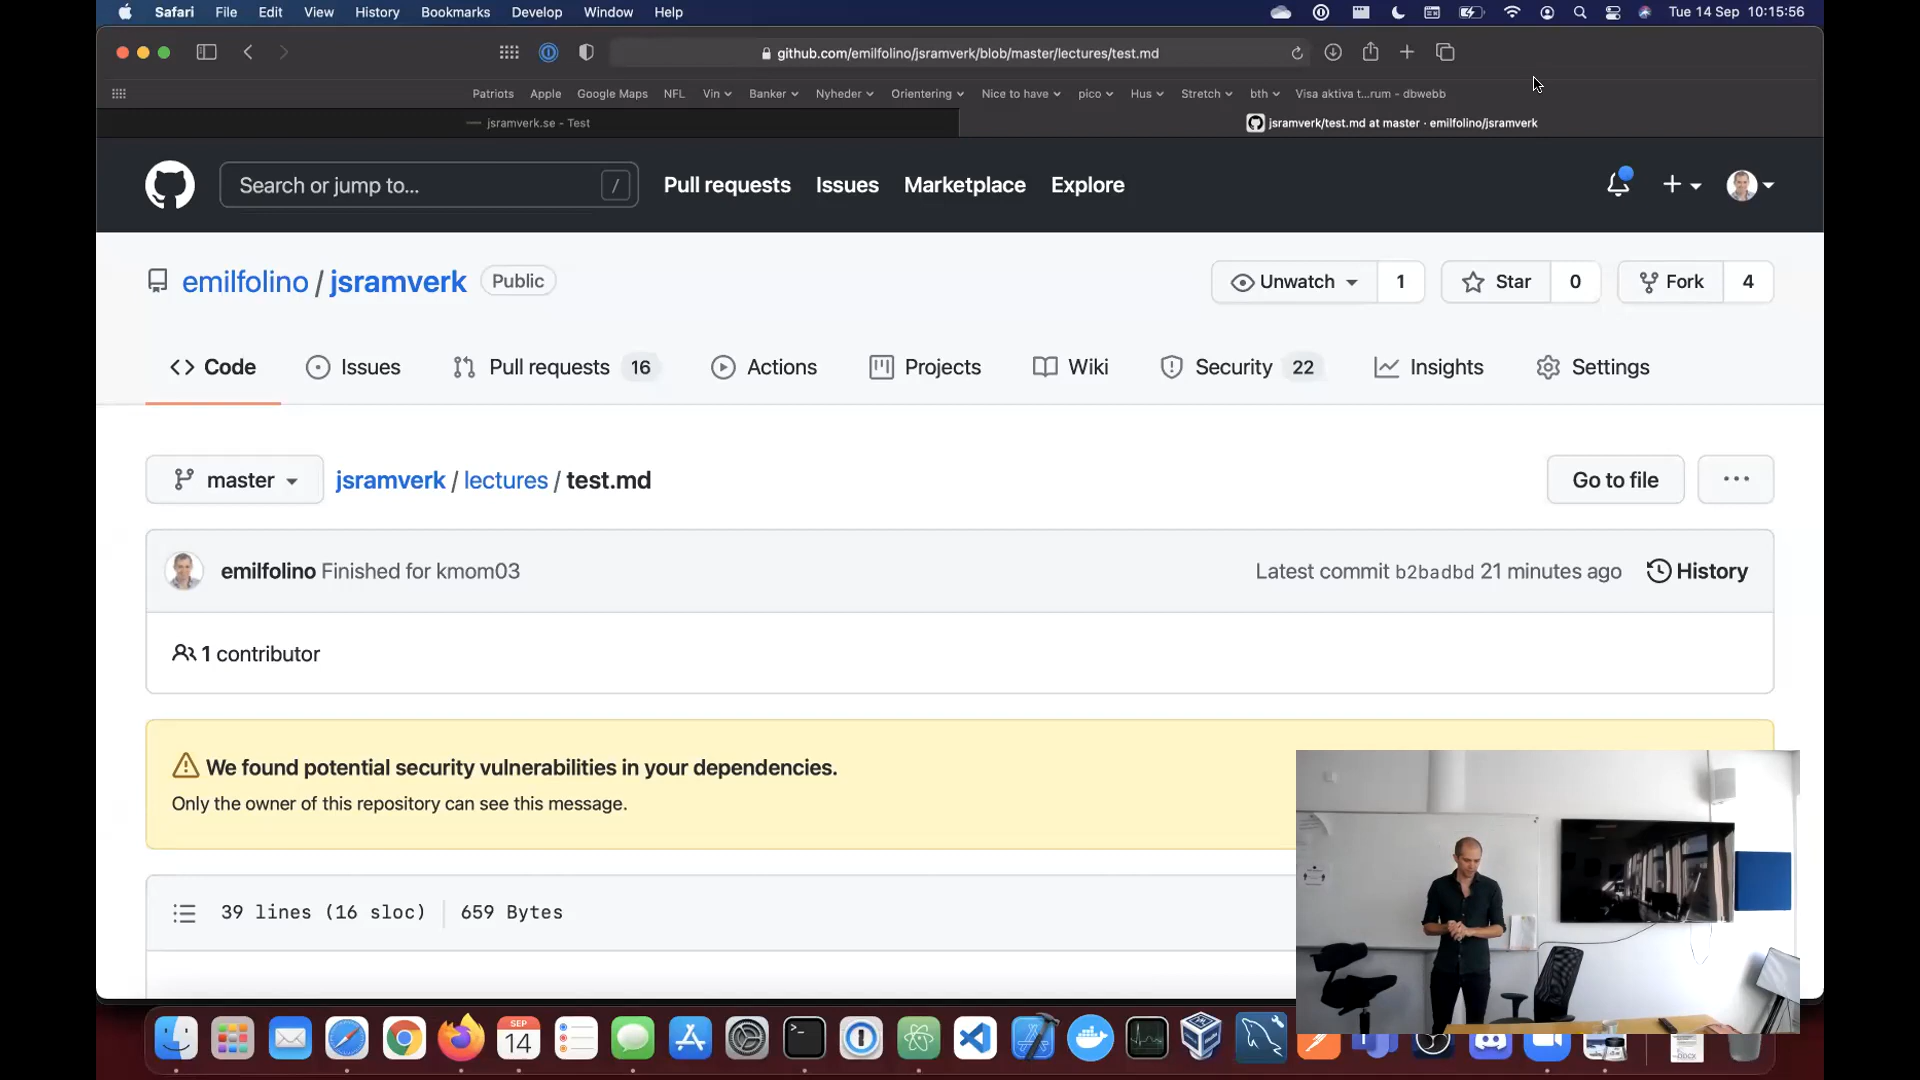 Safari File Edit View History Bookmarks Develop Window Help Tue 14 Sep 10:15:56
github.com/emilfolino/jsramverk/blob/master/lectures/test.md
Patriots Apple Google Maps NFL Vin Banker Nyheder Orientering Nice to have pico Hus Stretch bth Visa aktiva t...rum - dbwebb
jsramverk.se - Test jsramverk/test.md at master · emilfolino/jsramverk
Search or jump to... / Pull requests Issues Marketplace Explore
emilfolino / jsramverk Public Unwatch 1 Star 0 Fork 4
Code Issues Pull requests 16 Actions Projects Wiki Security 22 Insights Settings
master jsramverk / lectures / test.md Go to file ...
emilfolino Finished for kmom03 Latest commit b2badbd 21 minutes ago History
1 contributor
We found potential security vulnerabilities in your dependencies.
Only the owner of this repository can see this message.
39 lines (16 sloc) 659 Bytes
SEP
14
DOCX